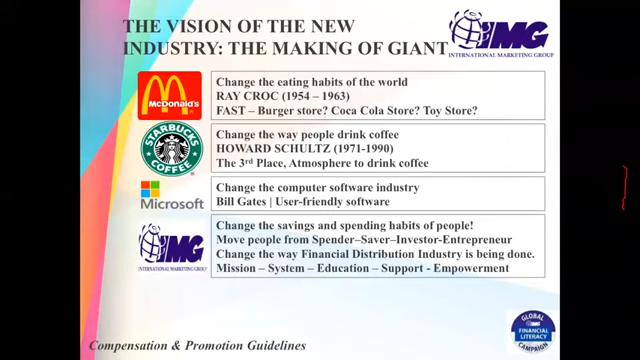 THE VISION OF THE NEW
INDUSTRY: THE MAKING OF GIANT
IMG
INTERNATIONAL MARKETING GROUP
McDonald's
Change the eating habits of the world
RAY CROC (1954 – 1963)
FAST – Burger store? Coca Cola Store? Toy Store?
STARBUCKS
COFFEE
Change the way people drink coffee
HOWARD SCHULTZ (1971-1990)
The 3rd Place, Atmosphere to drink coffee
Microsoft
Change the computer software industry
Bill Gates | User-friendly software
IMG
INTERNATIONAL MARKETING GROUP
Change the savings and spending habits of people!
Move people from Spender–Saver–Investor-Entrepreneur
Change the way Financial Distribution Industry is being done.
Mission – System – Education – Support - Empowerment
GLOBAL
FINANCIAL
LITERACY
CAMPAIGN
Compensation & Promotion Guidelines